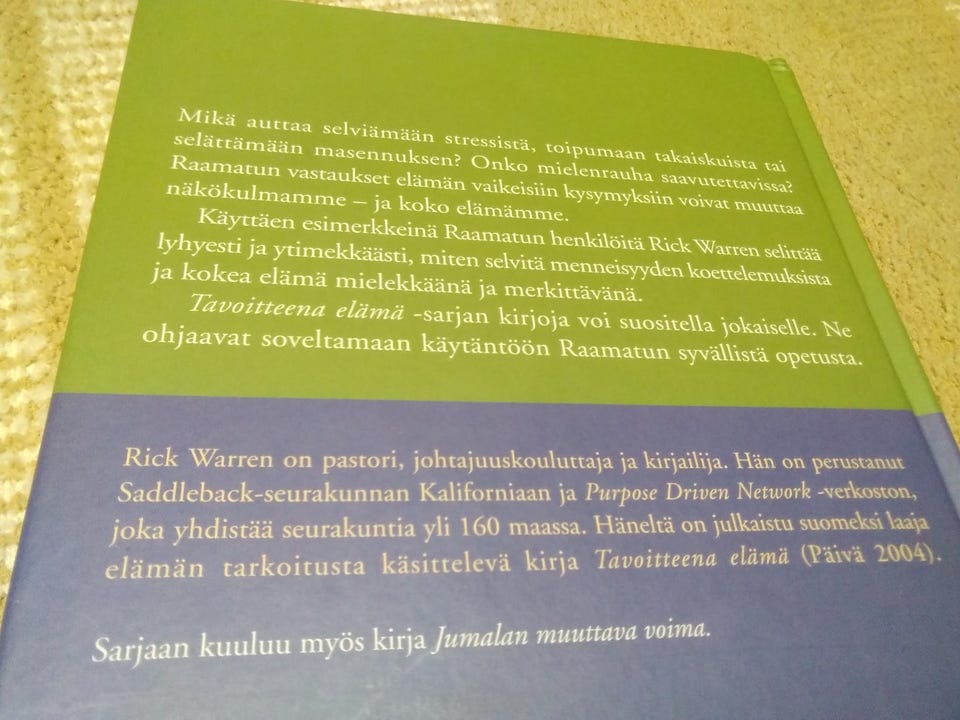 Mikä auttaa selviämään stressistä, toipumaan takaiskuista tai
selättämään masennuksen? Onko mielenrauha saavutettavissa?
Raamatun vastaukset elämän vaikeisiin kysymyksiin voivat muuttaa
näkökulmamme – ja koko elämämme.
Käyttäen esimerkkeinä Raamatun henkilöitä Rick Warren selittää
lyhyesti ja ytimekkäästi, miten selvitä menneisyyden koettelemuksista
ja kokea elämä mielekkäänä ja merkittävänä.
Tavoitteena elämä -sarjan kirjoja voi suositella jokaiselle. Ne
ohjaavat soveltamaan käytäntöön Raamatun syvällistä opetusta.
Rick Warren on pastori, johtajuuskouluttaja ja kirjailija. Hän on perustanut
Saddleback-seurakunnan Kaliforniaan ja Purpose Driven Network -verkoston,
joka yhdistää seurakuntia yli 160 maassa. Häneltä on julkaistu suomeksi laaja
elämän tarkoitusta käsittelevä kirja Tavoitteena elämä (Päivä 2004).
Sarjaan kuuluu myös kirja Jumalan muuttava voima.